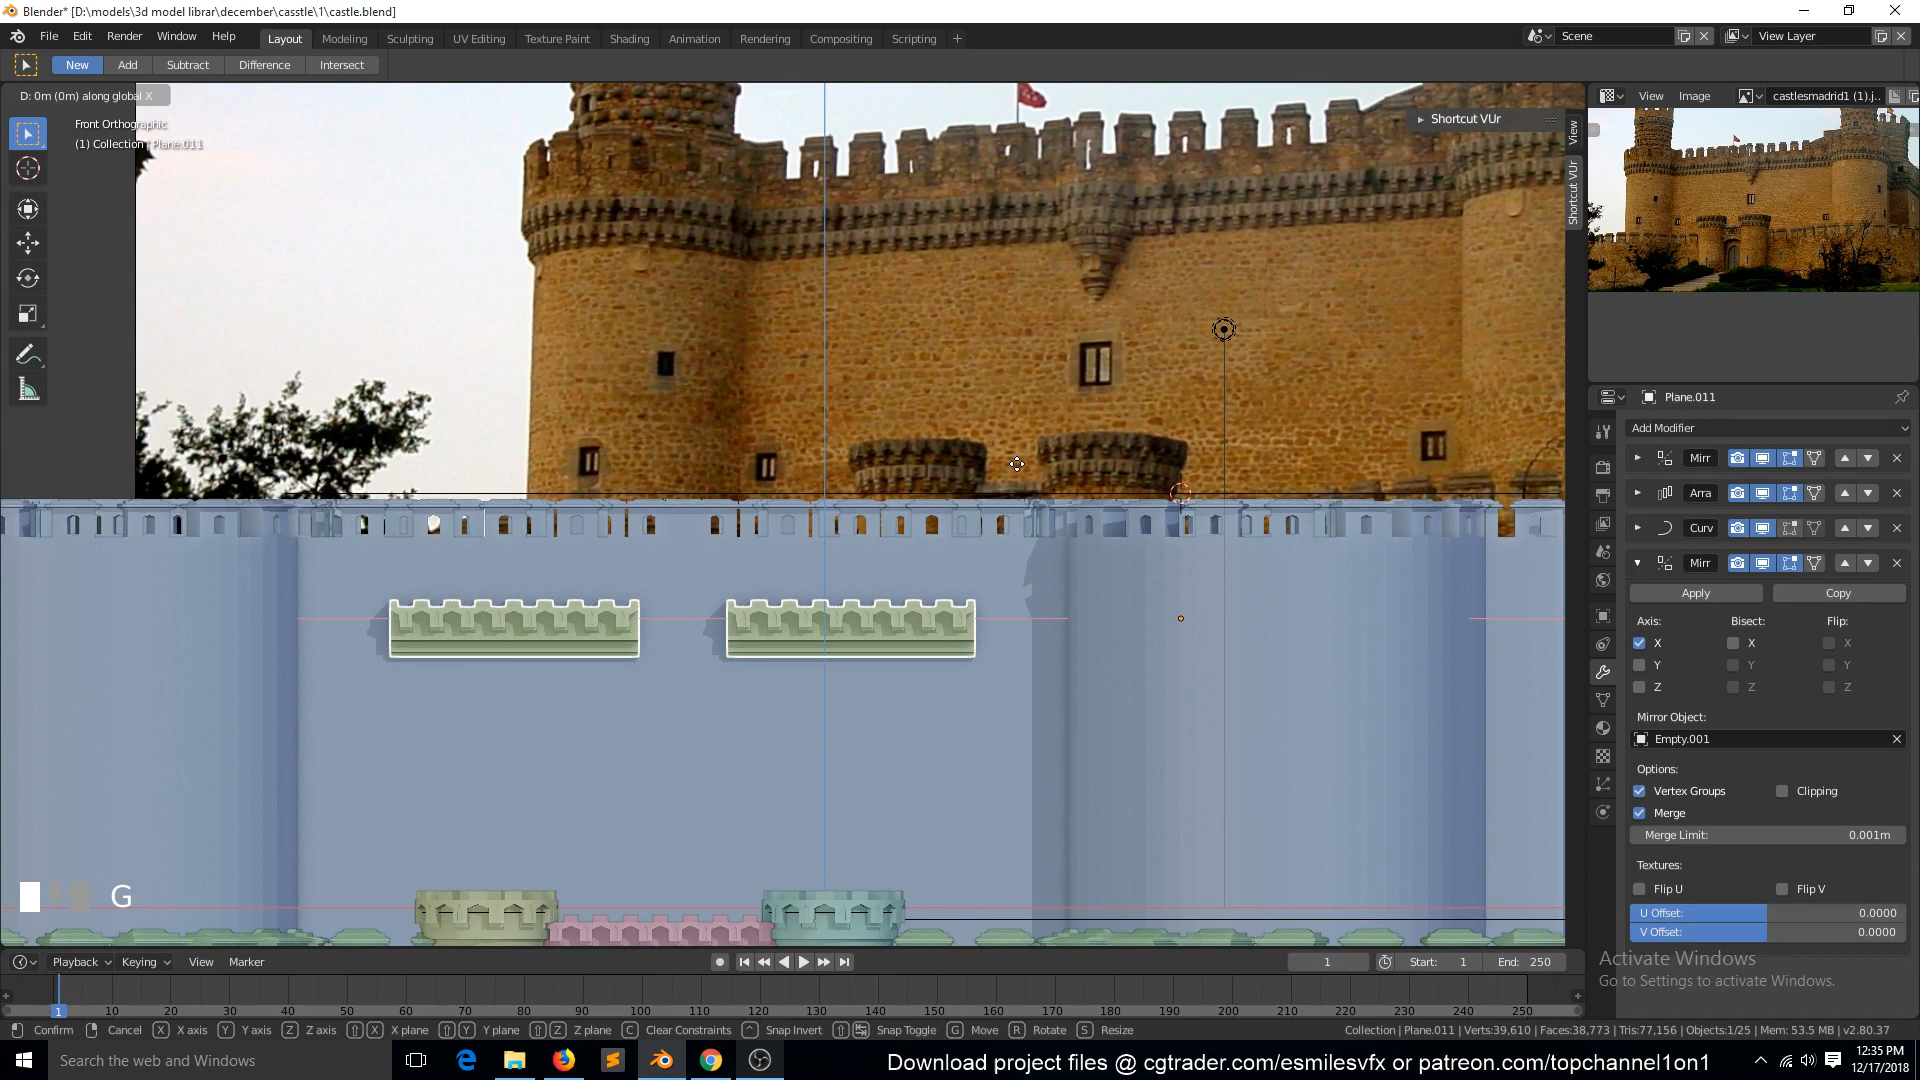 Blender* [D:\models\3d model librar\december\casstle\1\castle.blend]
File Edit Render Window Help Layout Modeling Sculpting UV Editing Texture Paint Shading Animation Rendering Compositing Scripting + Scene View Layer
New Add Subtract Difference Intersect
D: 0m (0m) along global X
Front Orthographic
(1) Collection | Plane.011
Shortcut VUr
View
Shortcut VUr
View Image castlesmadrid1 (1).j..
Plane.011
Add Modifier
Mirr
Arra
Curv
Mirr
Apply Copy
Axis: Bisect: Flip:
X X X
Y Y Y
Z Z Z
Mirror Object:
Empty.001
Options:
Vertex Groups Clipping
Merge
Merge Limit: 0.001m
Textures:
Flip U Flip V
U Offset: 0.0000
V Offset: 0.0000
G
Activate Windows
Go to Settings to activate Windows.
Playback Keying View Marker 1 Start: 1 End: 250
1 10 20 30 40 50 60 70 80 90 100 110 120 130 140 150 160 170 180 190 200 210 220 230 240 250
Confirm Cancel X X axis Y Y axis Z Z axis X X plane Y Y plane Z Z plane C Clear Constraints ^ Snap Invert Snap Toggle G Move R Rotate S Resize Collection | Plane.011 | Verts:39,610 | Faces:38,773 | Tris:77,156 | Objects:1/25 | Mem: 53.5 MB | v2.80.37
Search the web and Windows
Download project files @ cgtrader.com/esmilesvfx or patreon.com/topchannel1on1
12:35 PM
12/17/2018